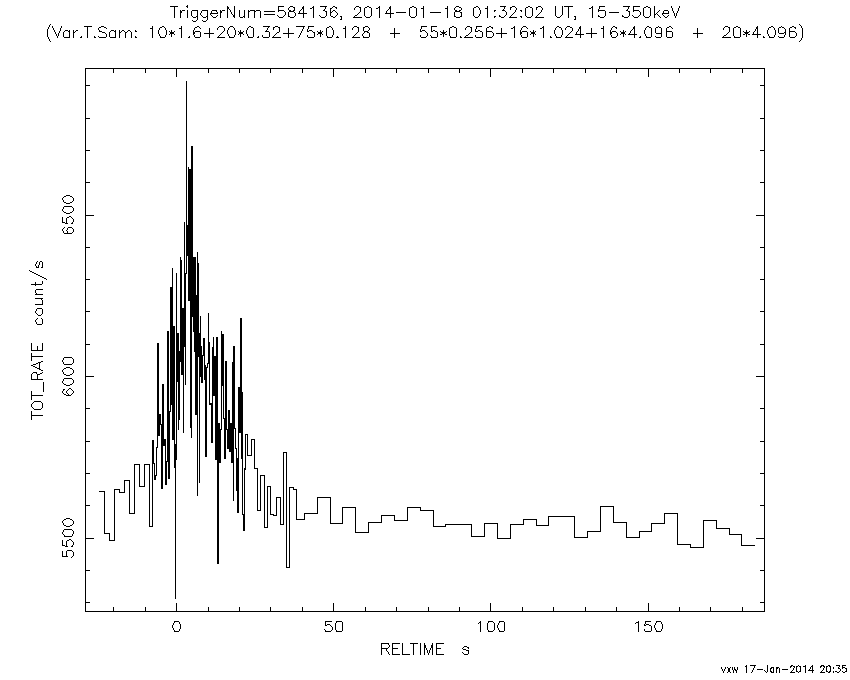 TriggerNum=584136, 2014-01-18 01:32:02 UT, 15-350keV
(Var.T.Sam: 10*1.6+20*0.32+75*0.128 + 55*0.256+16*1.024+16*4.096 + 20*4.096)
6500
6000
5500
TOT_RATE count/s
0 50 100 150
RELTIME s
vxw 17-Jan-2014 20:35